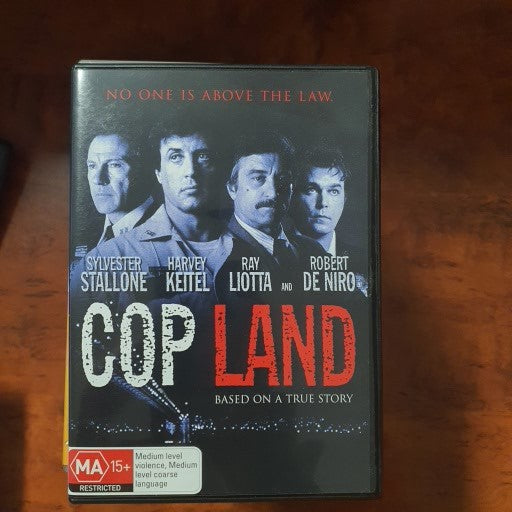 NO ONE IS ABOVE THE LAW.
SYLVESTER STALLONE
HARVEY KEITEL
RAY LIOTTA
AND
ROBERT DE NIRO
COP LAND
BASED ON A TRUE STORY
MA 15+
RESTRICTED
Medium level
violence, Medium
level coarse
language